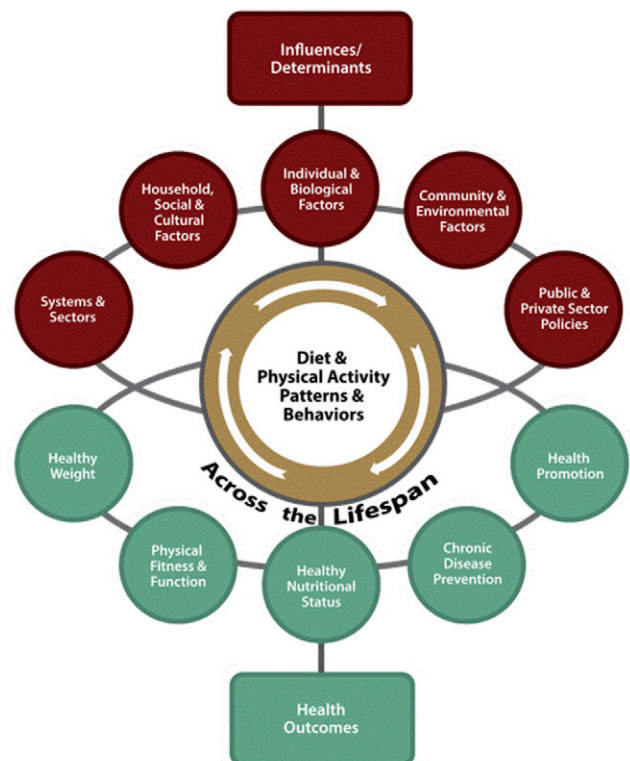 Influences/
Determinants
Individual &
Biological
Factors
Household,
Social &
Cultural
Factors
Community &
Environmental
Factors
Systems &
Sectors
Public &
Private Sector
Policies
Diet &
Physical Activity
Patterns &
Behaviors
Across the Lifespan
Healthy
Weight
Health
Promotion
Physical
Fitness &
Function
Healthy
Nutritional
Status
Chronic
Disease
Prevention
Health
Outcomes